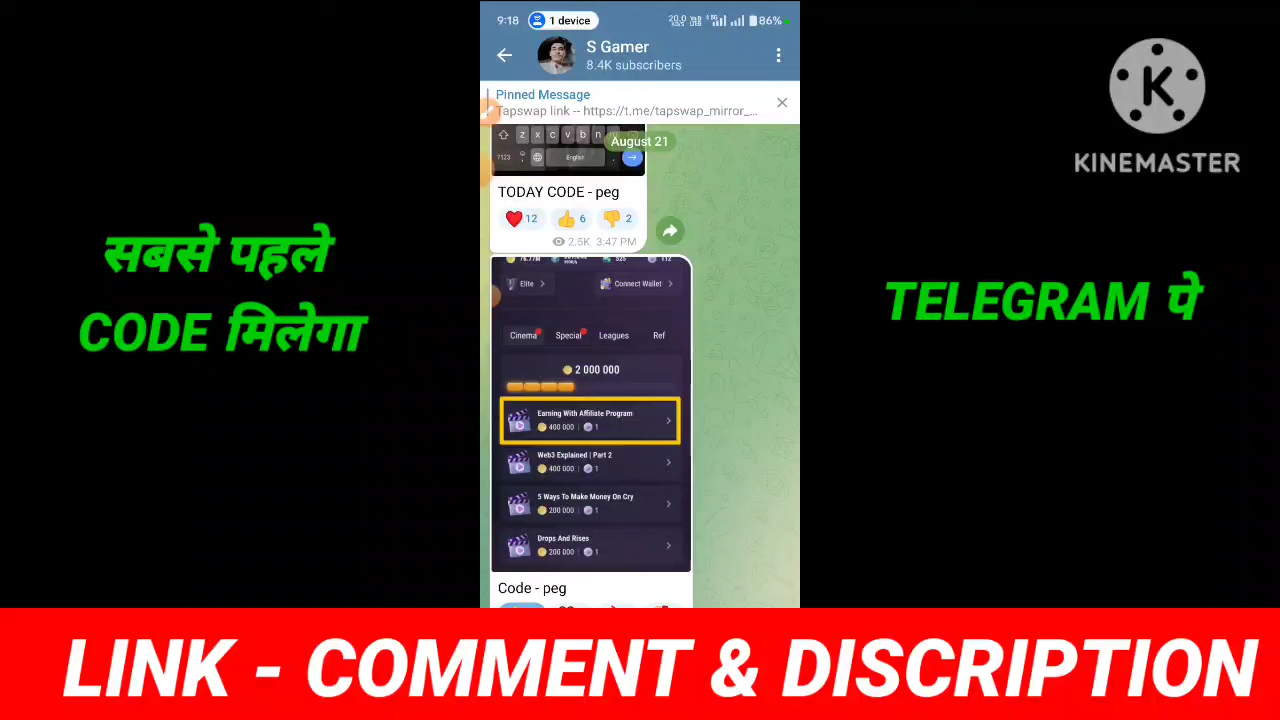 9:18 1 device 86%
S Gamer
8.4K subscribers
Pinned Message
Tapswap link -- https://t.me/tapswap_mirror_...
z x c v b n
August 21
?123 English
TODAY CODE - peg
12 6 2
2.5K 3:47 PM
Elite Connect Wallet
Cinema Special Leagues Ref
2 000 000
Earning With Affiliate Program
400 000 | 1
Web3 Explained | Part 2
400 000 | 1
5 Ways To Make Money On Cry
200 000 | 1
Drops And Rises
200 000 | 1
Code - peg
सबसे पहले
CODE मिलेगा
K
KINEMASTER
TELEGRAM पे
LINK - COMMENT & DISCRIPTION